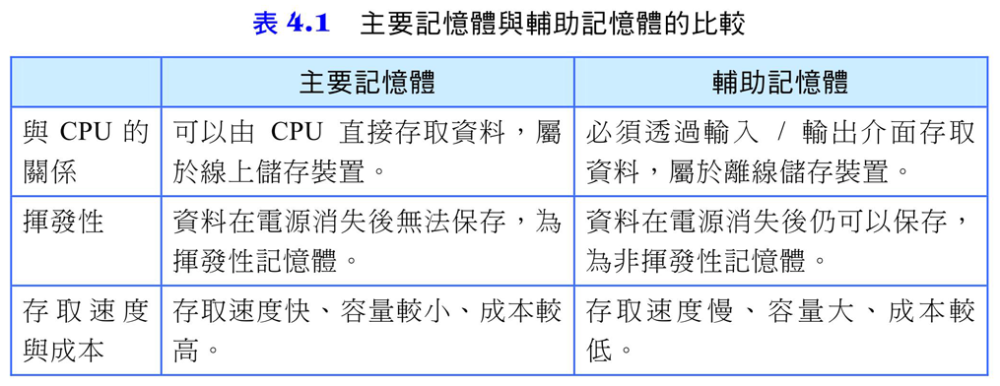 表 4.1 主要記憶體與輔助記憶體的比較
主要記憶體 輔助記憶體
與 CPU 的 可以由 CPU 直接存取資料，屬 必須透過輸入 / 輸出介面存取
關係 於線上儲存裝置。 資料，屬於離線儲存裝置。
揮發性 資料在電源消失後無法保存，為 資料在電源消失後仍可以保存，
揮發性記憶體。 為非揮發性記憶體。
存取速度 存取速度快、容量較小、成本較 存取速度慢、容量大、成本較
與成本 高。 低。